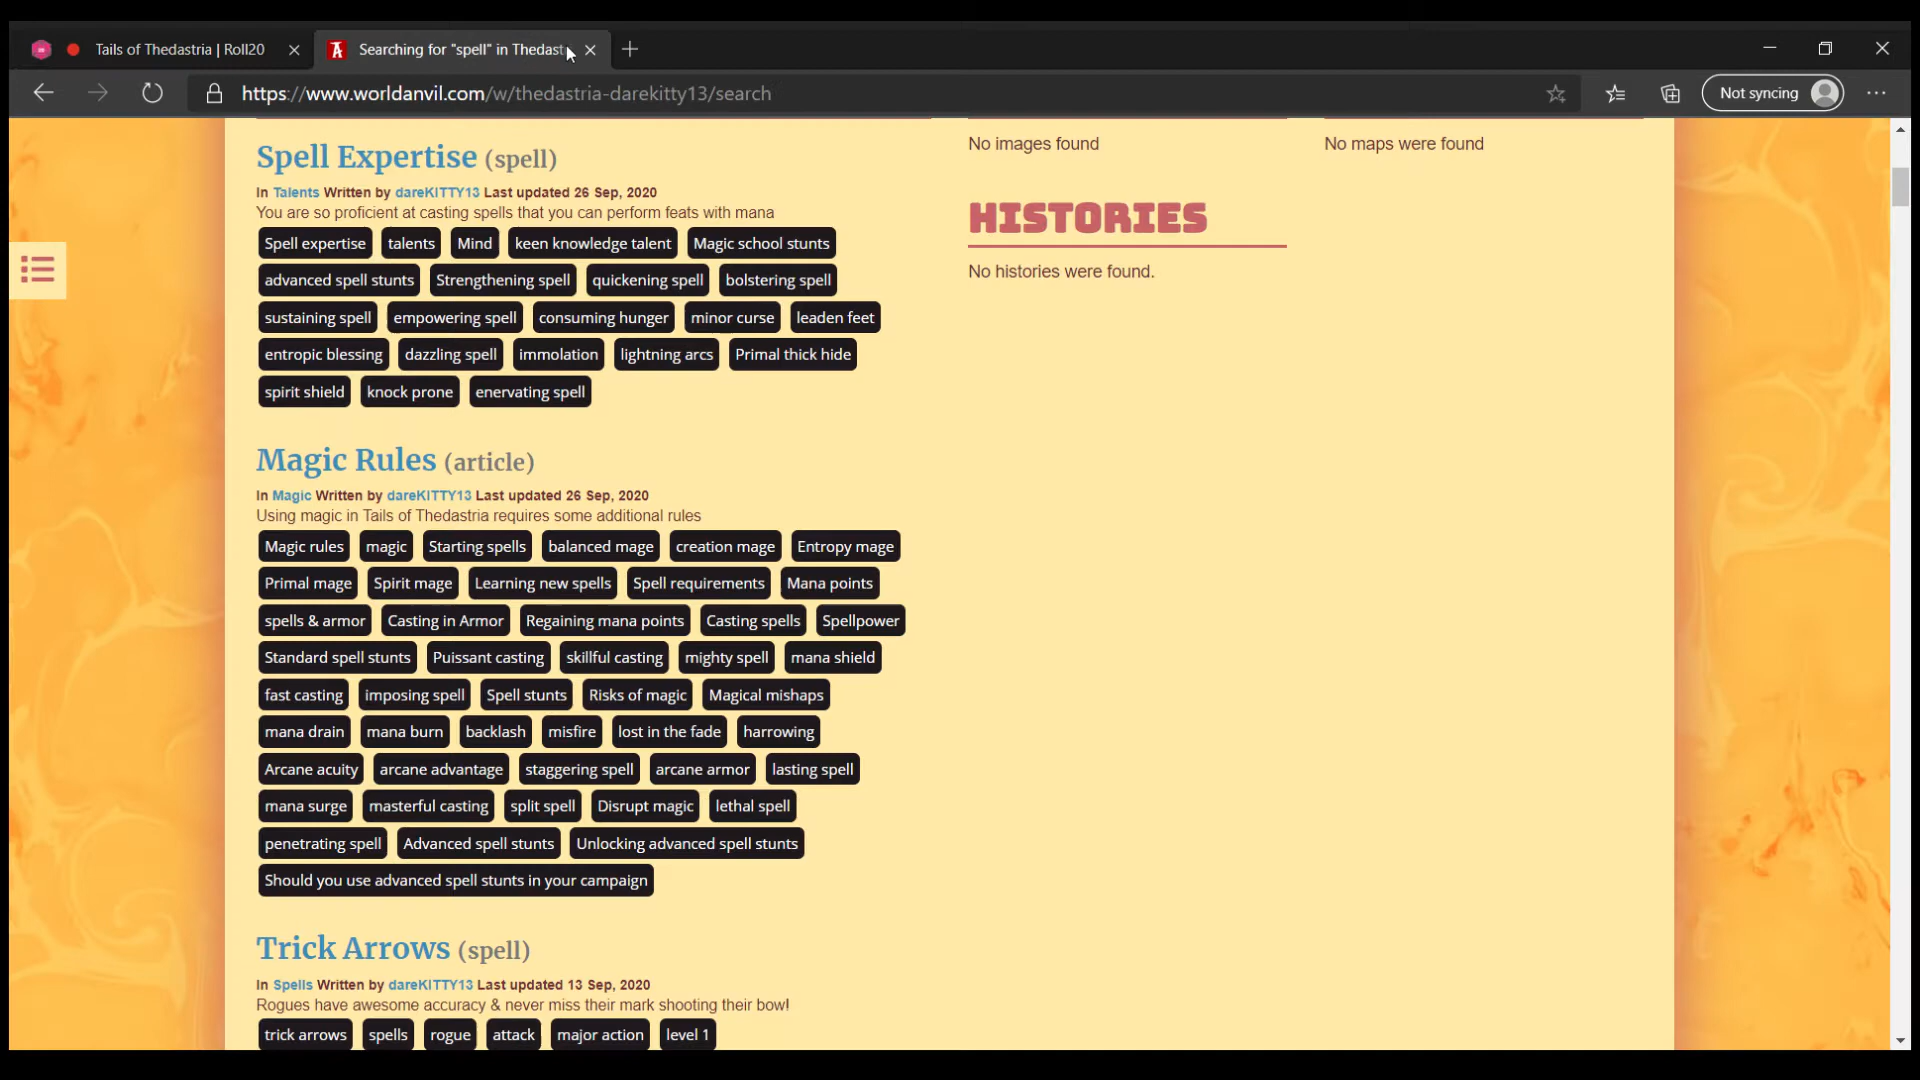 Tails of Thedastria | Roll20
Searching for "spell" in Thedast
https://www.worldanvil.com/w/thedastria-darekitty13/search
Not syncing
Spell Expertise (spell)
In Talents Written by dareKITTY13 Last updated 26 Sep, 2020
You are so proficient at casting spells that you can perform feats with mana
Spell expertise talents Mind keen knowledge talent Magic school stunts
advanced spell stunts Strengthening spell quickening spell bolstering spell
sustaining spell empowering spell consuming hunger minor curse leaden feet
entropic blessing dazzling spell immolation lightning arcs Primal thick hide
spirit shield knock prone enervating spell
No images found
No maps were found
HISTORIES
No histories were found.
Magic Rules (article)
In Magic Written by dareKITTY13 Last updated 26 Sep, 2020
Using magic in Tails of Thedastria requires some additional rules
Magic rules magic Starting spells balanced mage creation mage Entropy mage
Primal mage Spirit mage Learning new spells Spell requirements Mana points
spells & armor Casting in Armor Regaining mana points Casting spells Spellpower
Standard spell stunts Puissant casting skillful casting mighty spell mana shield
fast casting imposing spell Spell stunts Risks of magic Magical mishaps
mana drain mana burn backlash misfire lost in the fade harrowing
Arcane acuity arcane advantage staggering spell arcane armor lasting spell
mana surge masterful casting split spell Disrupt magic lethal spell
penetrating spell Advanced spell stunts Unlocking advanced spell stunts
Should you use advanced spell stunts in your campaign
Trick Arrows (spell)
In Spells Written by dareKITTY13 Last updated 13 Sep, 2020
Rogues have awesome accuracy & never miss their mark shooting their bow!
trick arrows spells rogue attack major action level 1